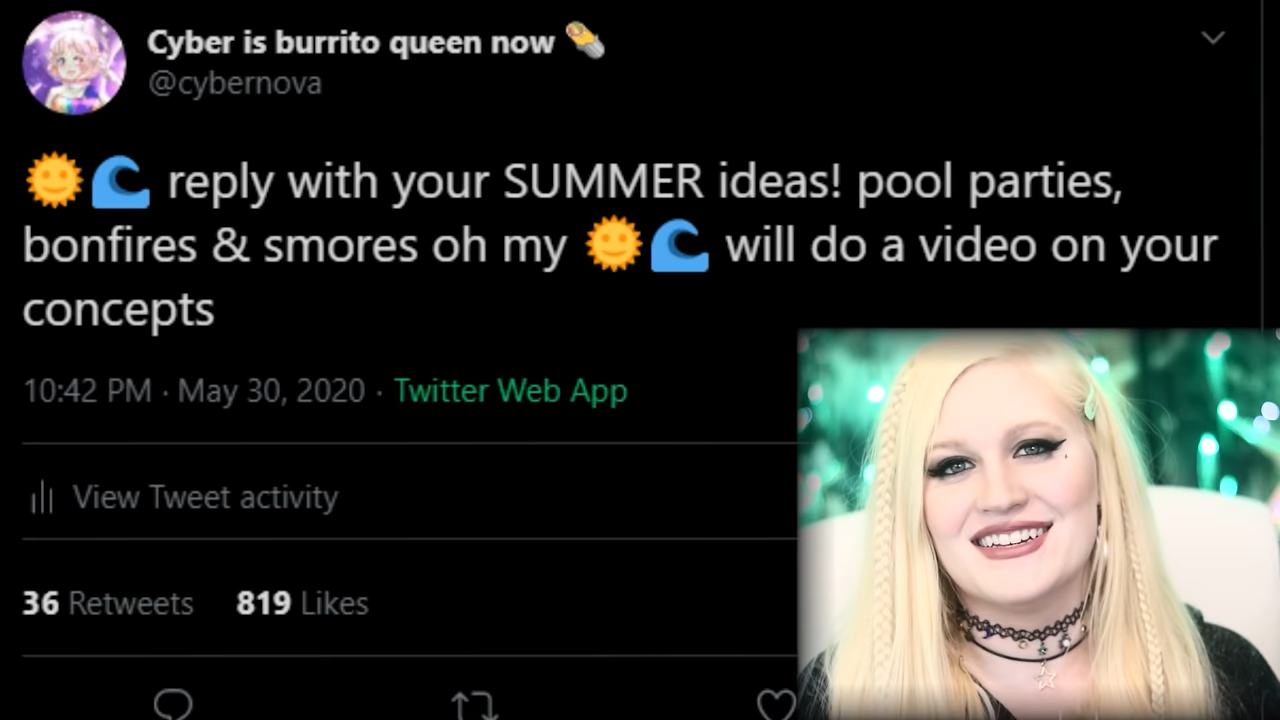 Cyber is burrito queen now 🌯
@cybernova
🌞🌊 reply with your SUMMER ideas! pool parties,
bonfires & smores oh my 🌞🌊 will do a video on your
concepts
10:42 PM · May 30, 2020 · Twitter Web App
View Tweet activity
36 Retweets 819 Likes